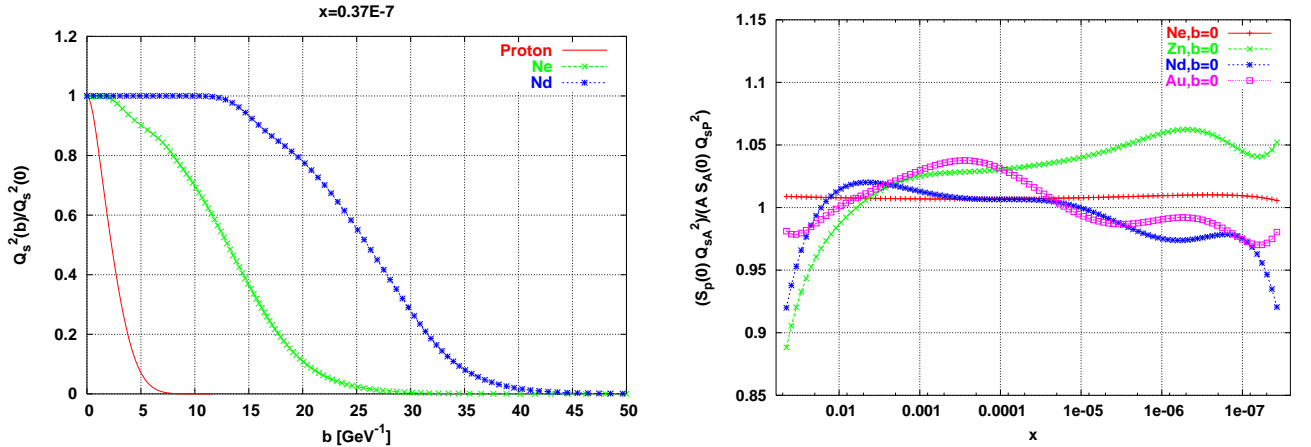 x=0.37E-7
Q_s^2(b)/Q_s^2(0)
1.2
1
0.8
0.6
0.4
0.2
0
Proton
Ne
Nd
0 5 10 15 20 25 30 35 40 45 50
b [GeV^-1]
(S_p(0) Q_sA^2)/(A S_A(0) Q_sP^2)
1.15
1.1
1.05
1
0.95
0.9
0.85
Ne,b=0
Zn,b=0
Nd,b=0
Au,b=0
0.01 0.001 0.0001 1e-05 1e-06 1e-07
x